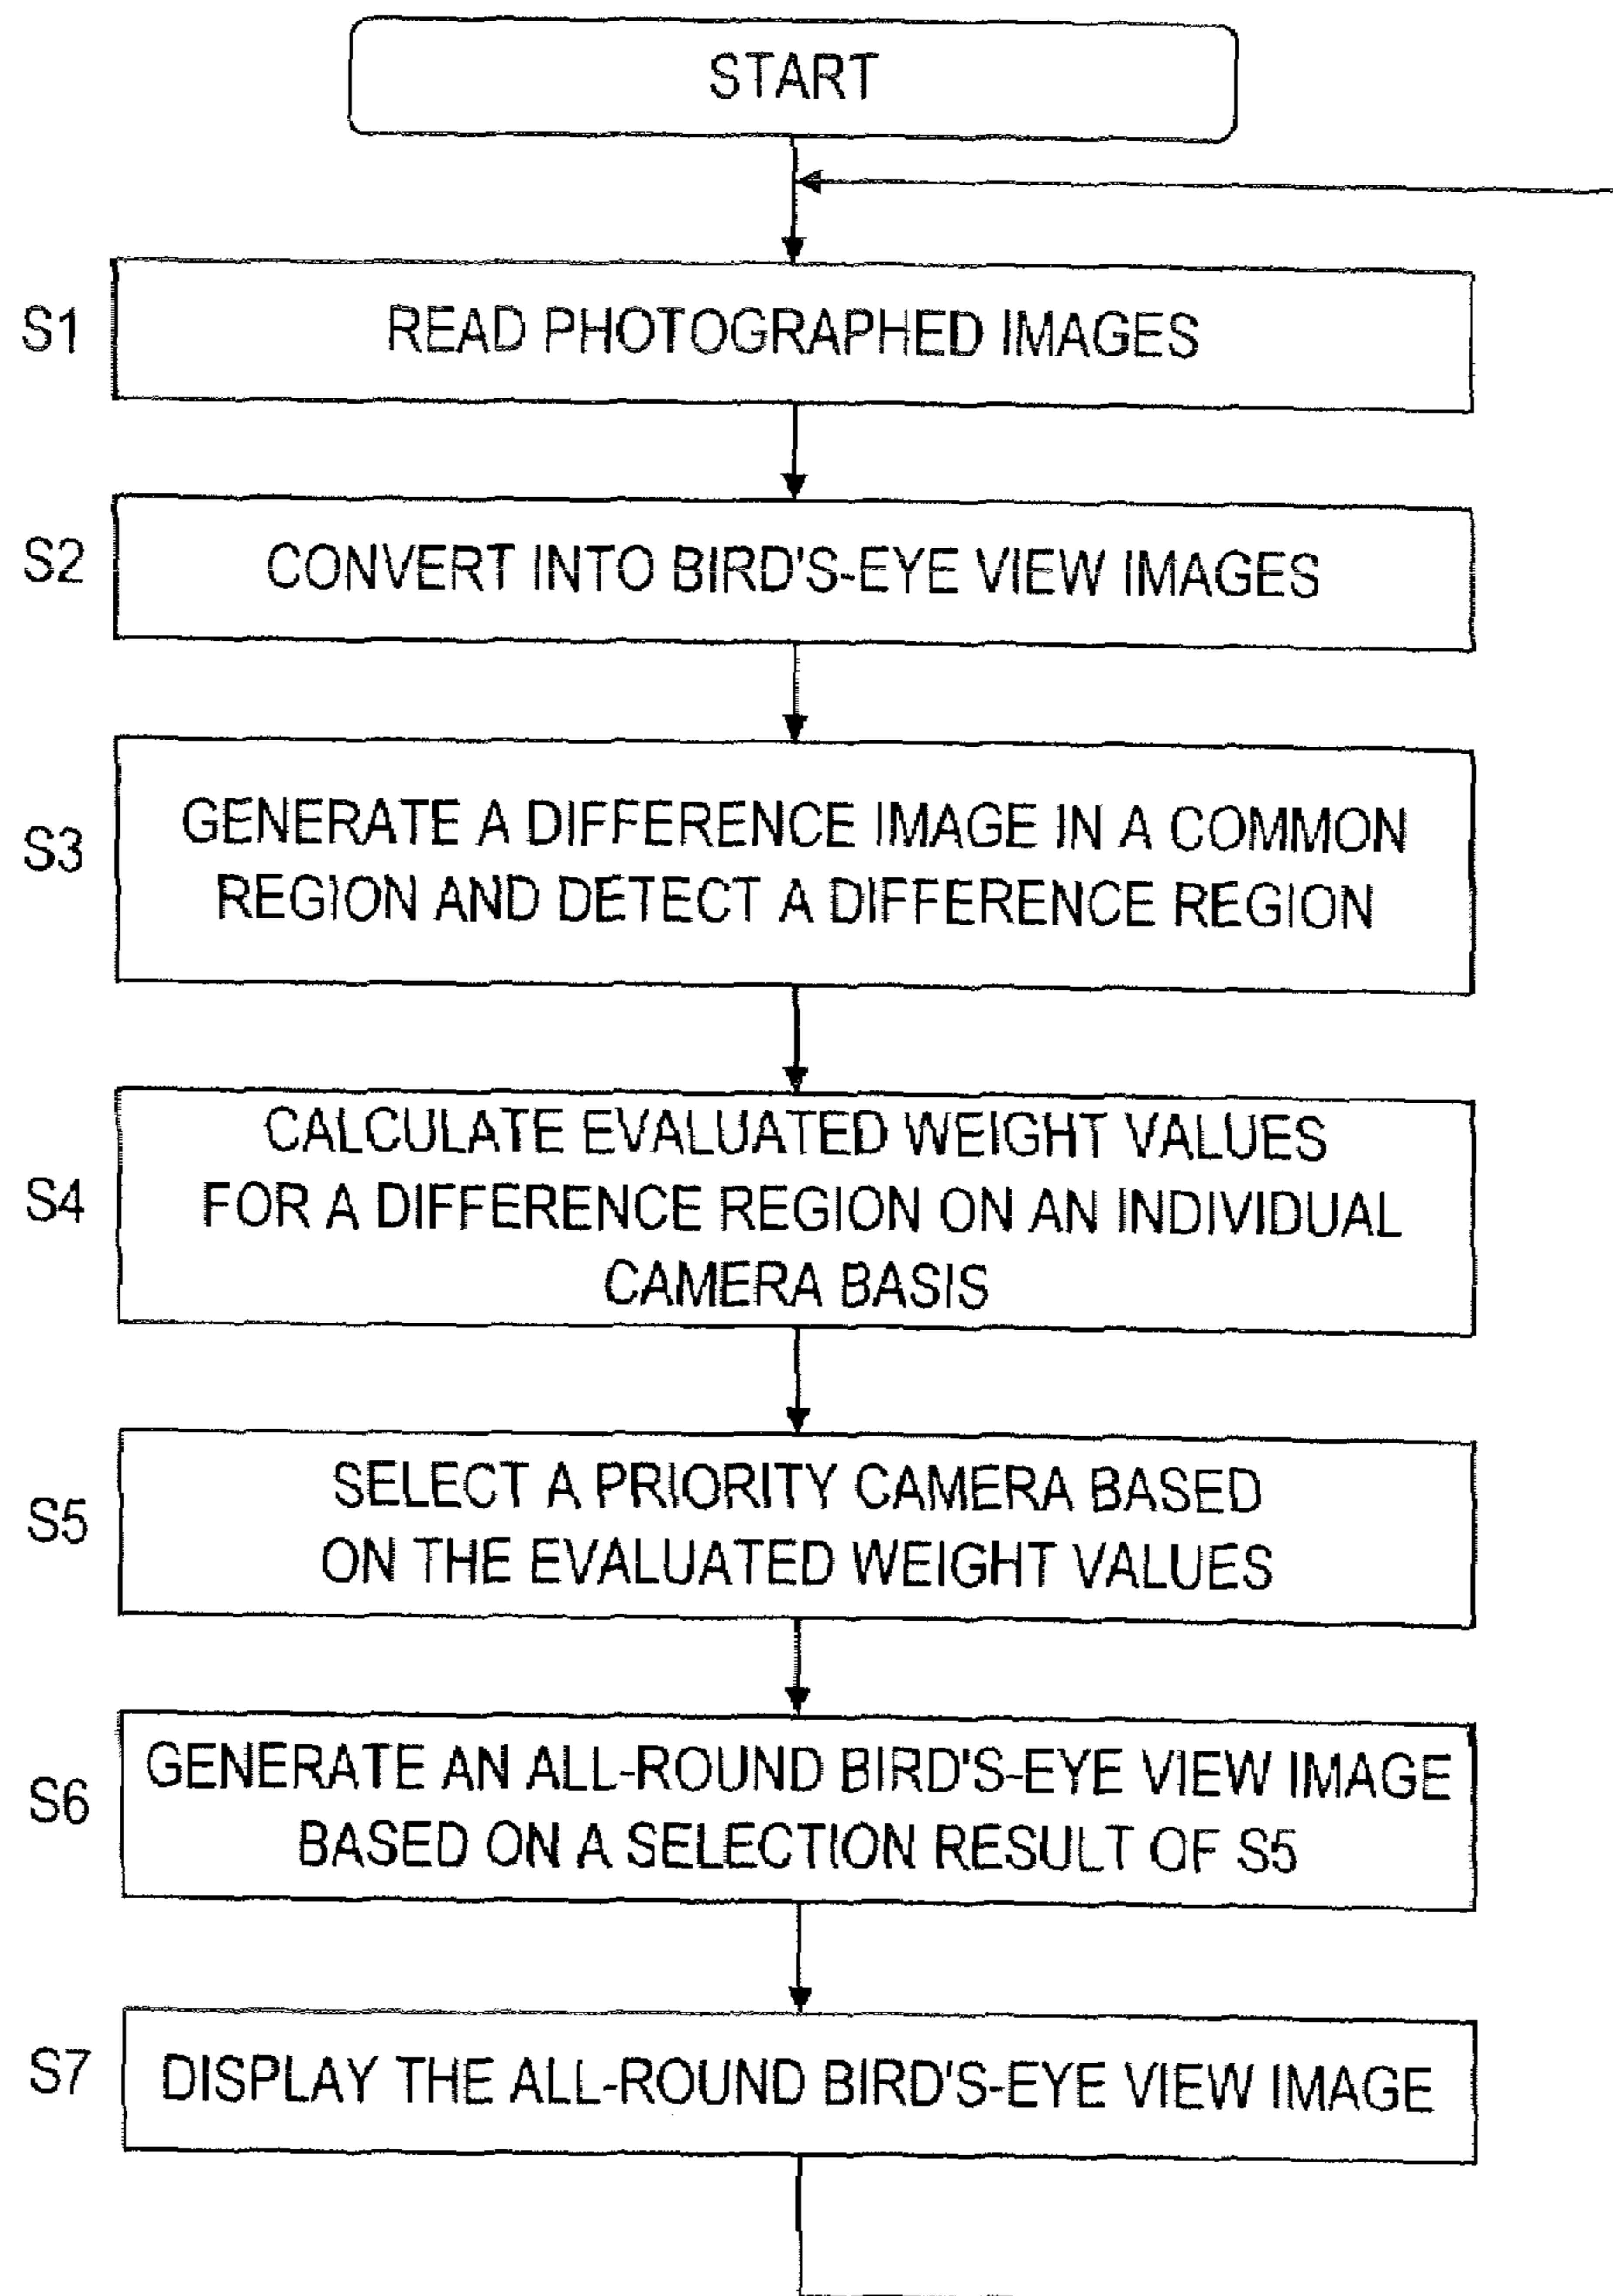 START
S1
READ PHOTOGRAPHED IMAGES
S2
CONVERT INTO BIRD'S-EYE VIEW IMAGES
S3
GENERATE A DIFFERENCE IMAGE IN A COMMON
REGION AND DETECT A DIFFERENCE REGION
S4
CALCULATE EVALUATED WEIGHT VALUES
FOR A DIFFERENCE REGION ON AN INDIVIDUAL
CAMERA BASIS
S5
SELECT A PRIORITY CAMERA BASED
ON THE EVALUATED WEIGHT VALUES
S6
GENERATE AN ALL-ROUND BIRD'S-EYE VIEW IMAGE
BASED ON A SELECTION RESULT OF S5
S7
DISPLAY THE ALL-ROUND BIRD'S-EYE VIEW IMAGE